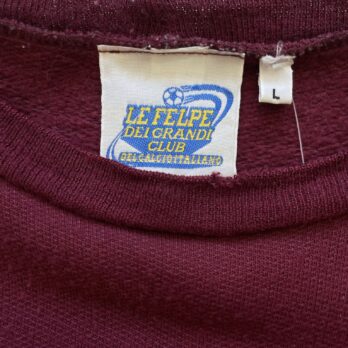 LE FELPE
DEI GRANDI
CLUB
DEL CALCIO ITALIANO
L